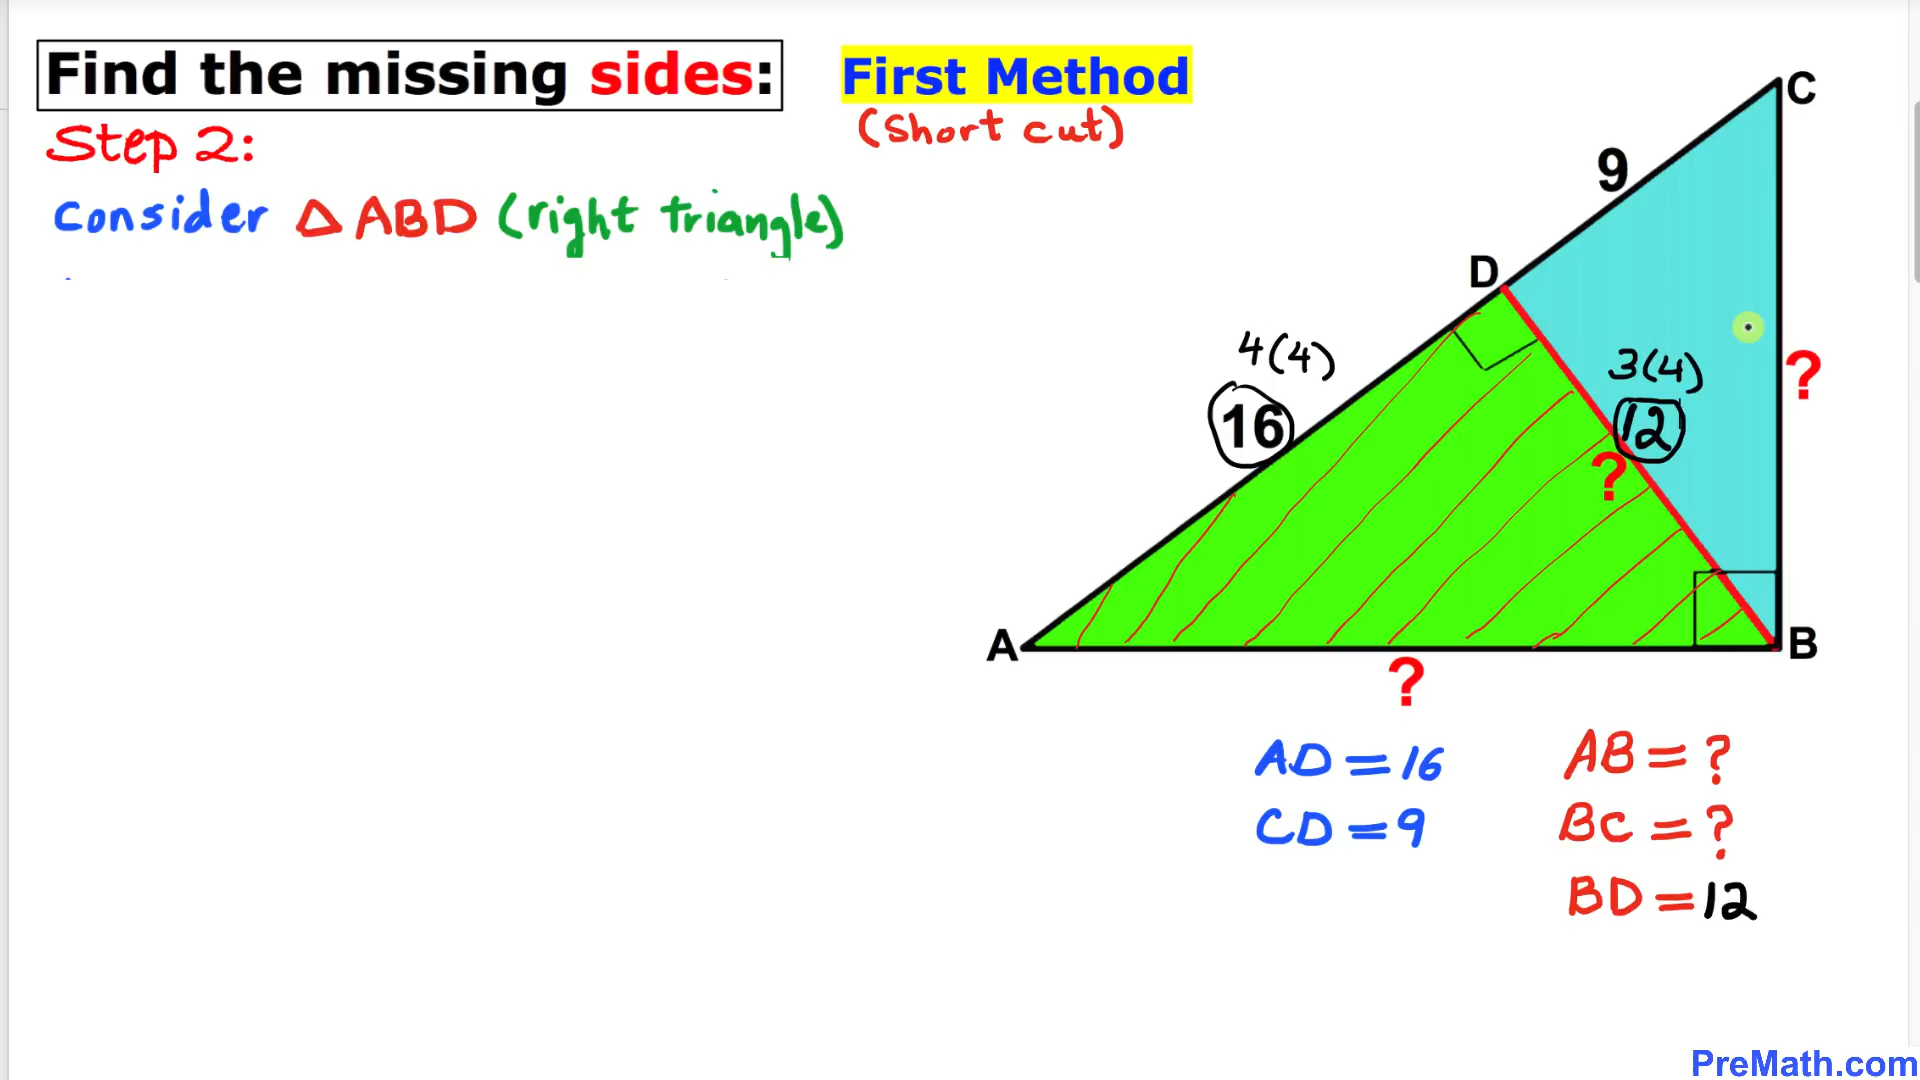 Find the missing sides:
First Method
(Short cut)
Step 2:
Consider △ ABD (right triangle)
C
9
D
4(4)
16
3(4)
12
?
?
A
B
?
AD = 16
AB = ?
CD = 9
BC = ?
BD = 12
PreMath.com